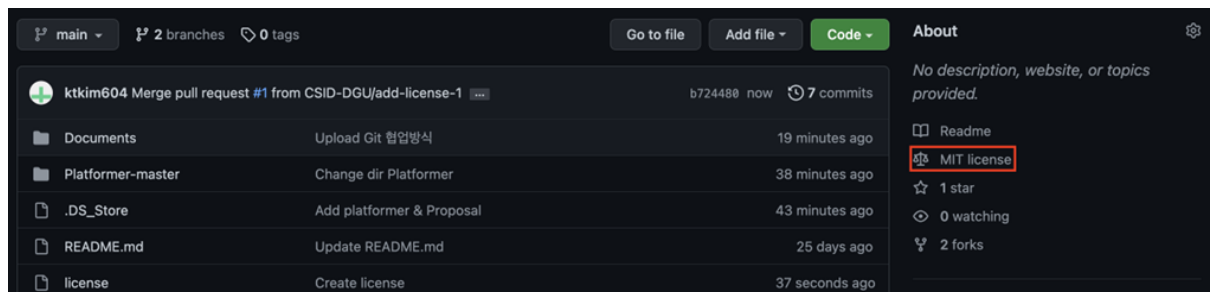 main 2 branches 0 tags Go to file Add file Code
ktkim604 Merge pull request #1 from CSID-DGU/add-license-1 ... b724480 now 7 commits
Documents Upload Git 협업방식 19 minutes ago
Platformer-master Change dir Platformer 38 minutes ago
.DS_Store Add platformer & Proposal 43 minutes ago
README.md Update README.md 25 days ago
license Create license 37 seconds ago
About
No description, website, or topics
provided.
Readme
MIT license
1 star
0 watching
2 forks